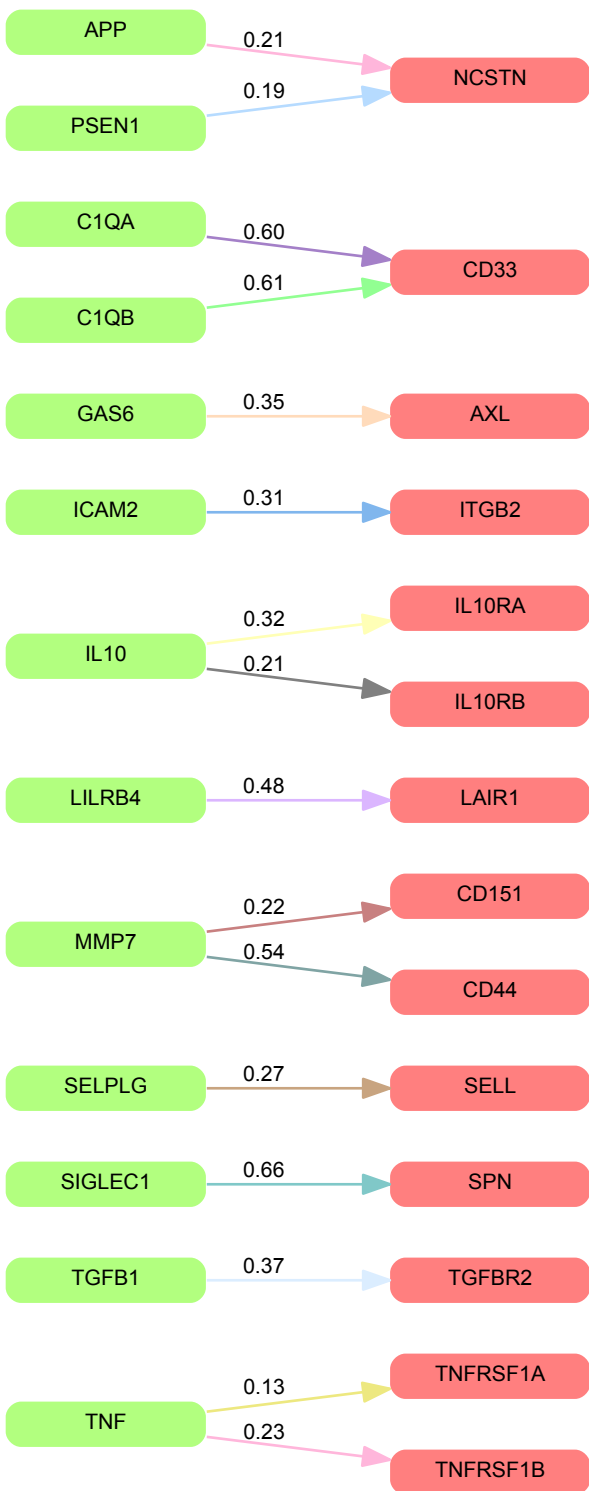 APP
0.21
NCSTN
0.19
PSEN1
C1QA
0.60
CD33
0.61
C1QB
GAS6
0.35
AXL
ICAM2
0.31
ITGB2
IL10RA
0.32
IL10
0.21
IL10RB
LILRB4
0.48
LAIR1
CD151
0.22
MMP7
0.54
CD44
SELPLG
0.27
SELL
SIGLEC1
0.66
SPN
TGFB1
0.37
TGFBR2
TNFRSF1A
0.13
TNF
0.23
TNFRSF1B